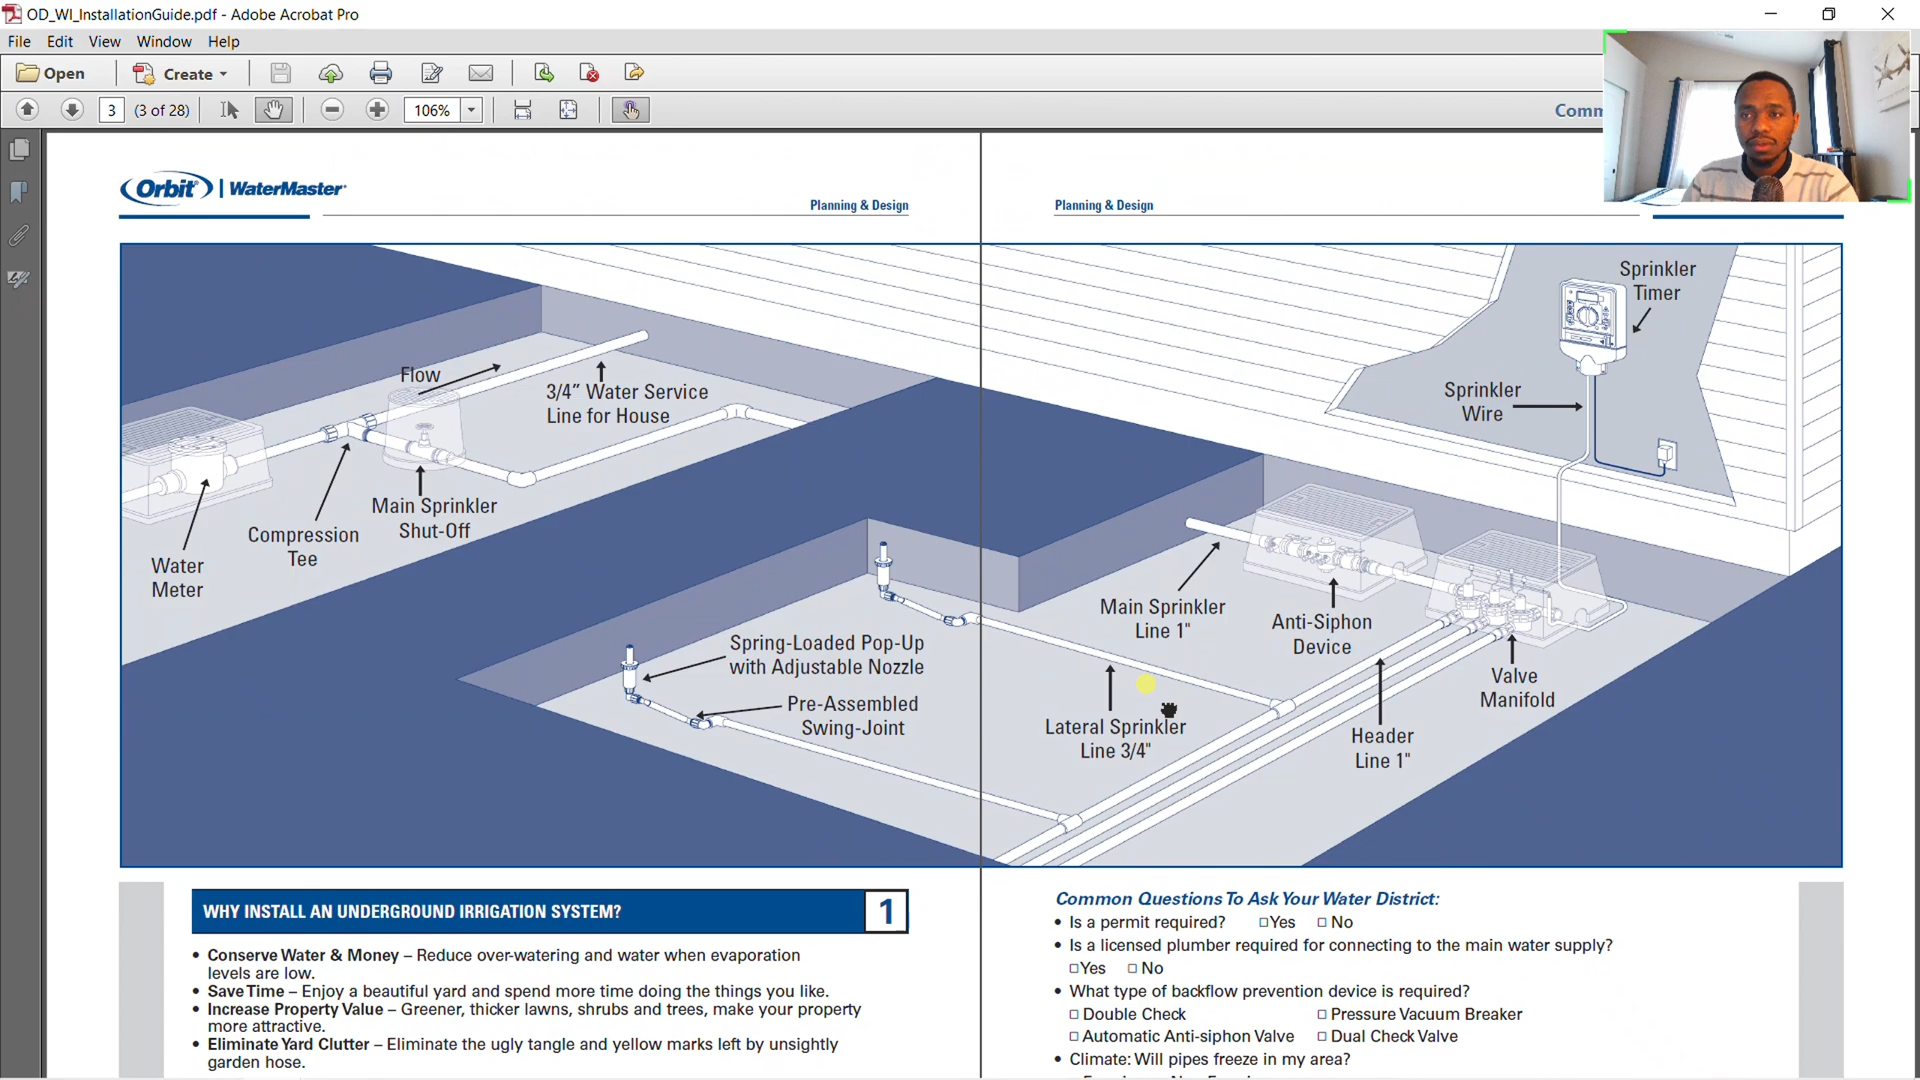 OD_WI_InstallationGuide.pdf - Adobe Acrobat Pro
File Edit View Window Help
Open Create
3 (3 of 28) 106% Comm
Orbit | WaterMaster
Planning & Design
Planning & Design
Sprinkler
Timer
Sprinkler
Wire
Flow
3/4” Water Service
Line for House
Main Sprinkler
Shut-Off
Compression
Tee
Water
Meter
Spring-Loaded Pop-Up
with Adjustable Nozzle
Pre-Assembled
Swing-Joint
Main Sprinkler
Line 1"
Anti-Siphon
Device
Lateral Sprinkler
Line 3/4"
Header
Line 1"
Valve
Manifold
WHY INSTALL AN UNDERGROUND IRRIGATION SYSTEM? 1
• Conserve Water & Money – Reduce over-watering and water when evaporation
levels are low.
• Save Time – Enjoy a beautiful yard and spend more time doing the things you like.
• Increase Property Value – Greener, thicker lawns, shrubs and trees, make your property
more attractive.
• Eliminate Yard Clutter – Eliminate the ugly tangle and yellow marks left by unsightly
garden hose.
Common Questions To Ask Your Water District:
• Is a permit required? □Yes □ No
• Is a licensed plumber required for connecting to the main water supply?
□Yes □ No
• What type of backflow prevention device is required?
□ Double Check □ Pressure Vacuum Breaker
□ Automatic Anti-siphon Valve □ Dual Check Valve
• Climate: Will pipes freeze in my area?